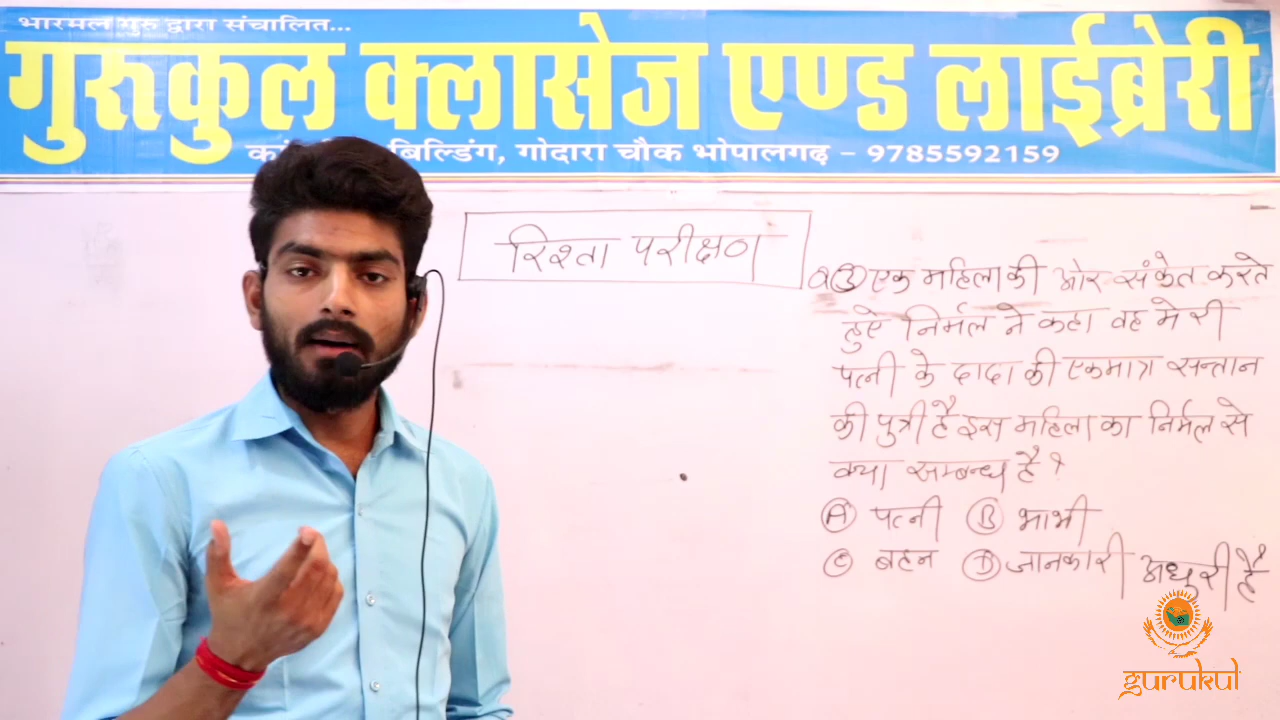 भारमल गुरु द्वारा संचालित...
गुरुकुल क्लासेज एण्ड लाईब्रेरी
बिल्डिंग, गोदारा चौक भोपालगढ़ - 9785592159
रिश्ता परीक्षण
Q③ एक महिला की ओर संकेत करते
हुऐ निर्मल ने कहा वह मेरी
पत्नी के दादा की एकमात्र सन्तान
की पुत्री है इस महिला का निर्मल से
क्या सम्बन्ध है ?
Ⓐ पत्नी Ⓑ भाभी
Ⓒ बहन Ⓓ जानकारी अधुरी है
gurukul